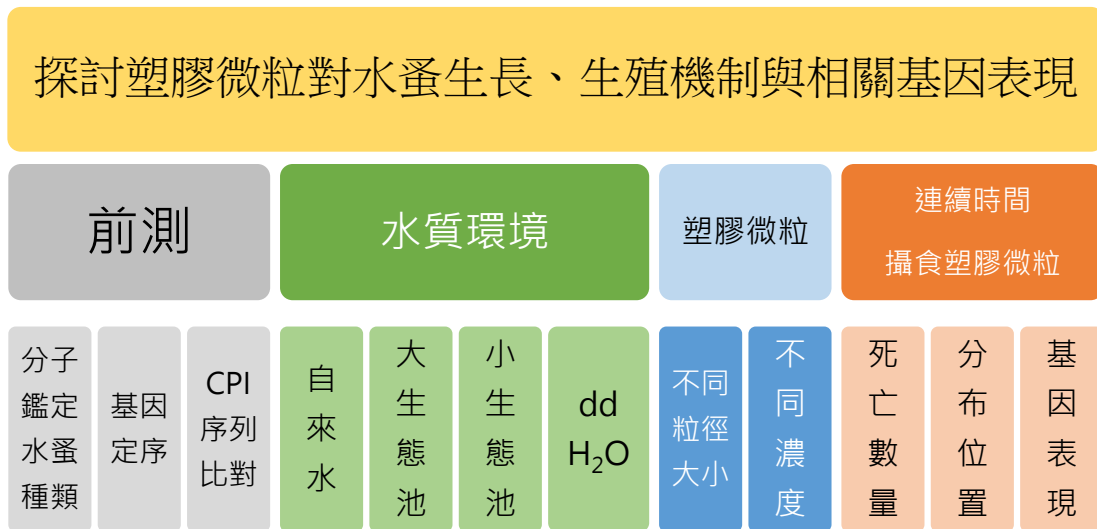 探討塑膠微粒對水蚤生長、生殖機制與相關基因表現
前測
水質環境
塑膠微粒
連續時間
攝食塑膠微粒
分子
鑑定
水蚤
種類
基因
定序
CPI
序列
比對
自來水
大生態池
小生態池
dd
H₂O
不同
粒徑
大小
不同濃度
死亡數量
分布位置
基因表現